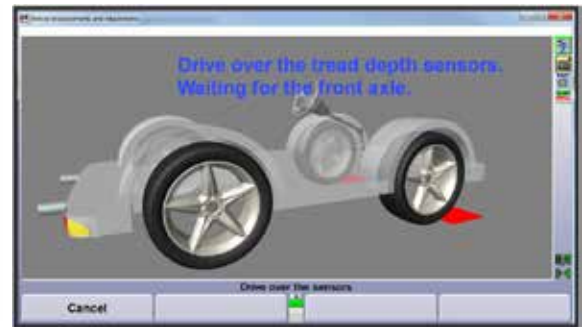 Drive over the tread depth sensors.
Waiting for the front axle.
Drive over the sensors
Cancel